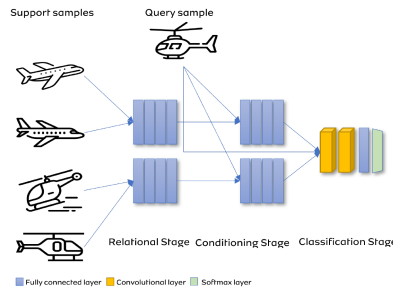 Support samples
Query sample
Relational Stage
Conditioning Stage
Classification Stage
Fully connected layer
Convolutional layer
Softmax layer